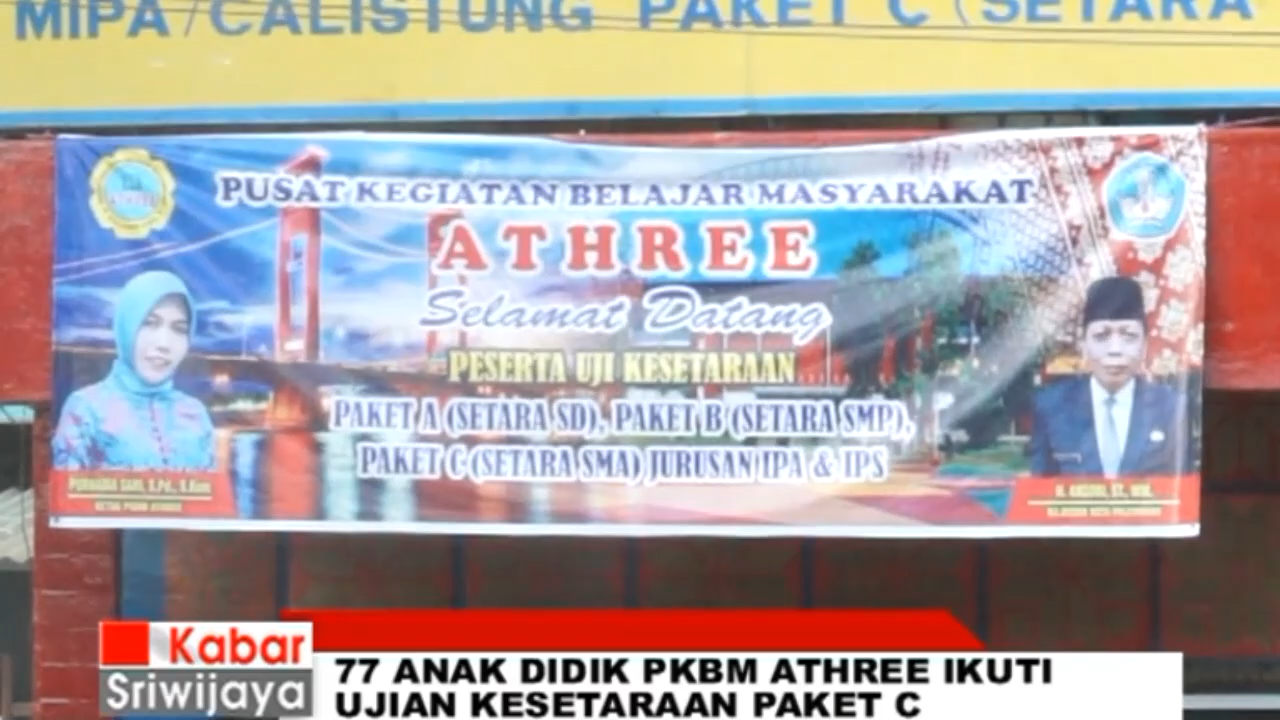 MIPA/CALISTUNG PAKET C (SETARA
PUSAT KEGIATAN BELAJAR MASYARAKAT
ATHREE
Selamat Datang
PESERTA UJI KESETARAAN
PAKET A (SETARA SD), PAKET B (SETARA SMP),
PAKET C (SETARA SMA) JURUSAN IPA & IPS
Kabar
Sriwijaya
77 ANAK DIDIK PKBM ATHREE IKUTI
UJIAN KESETARAAN PAKET C